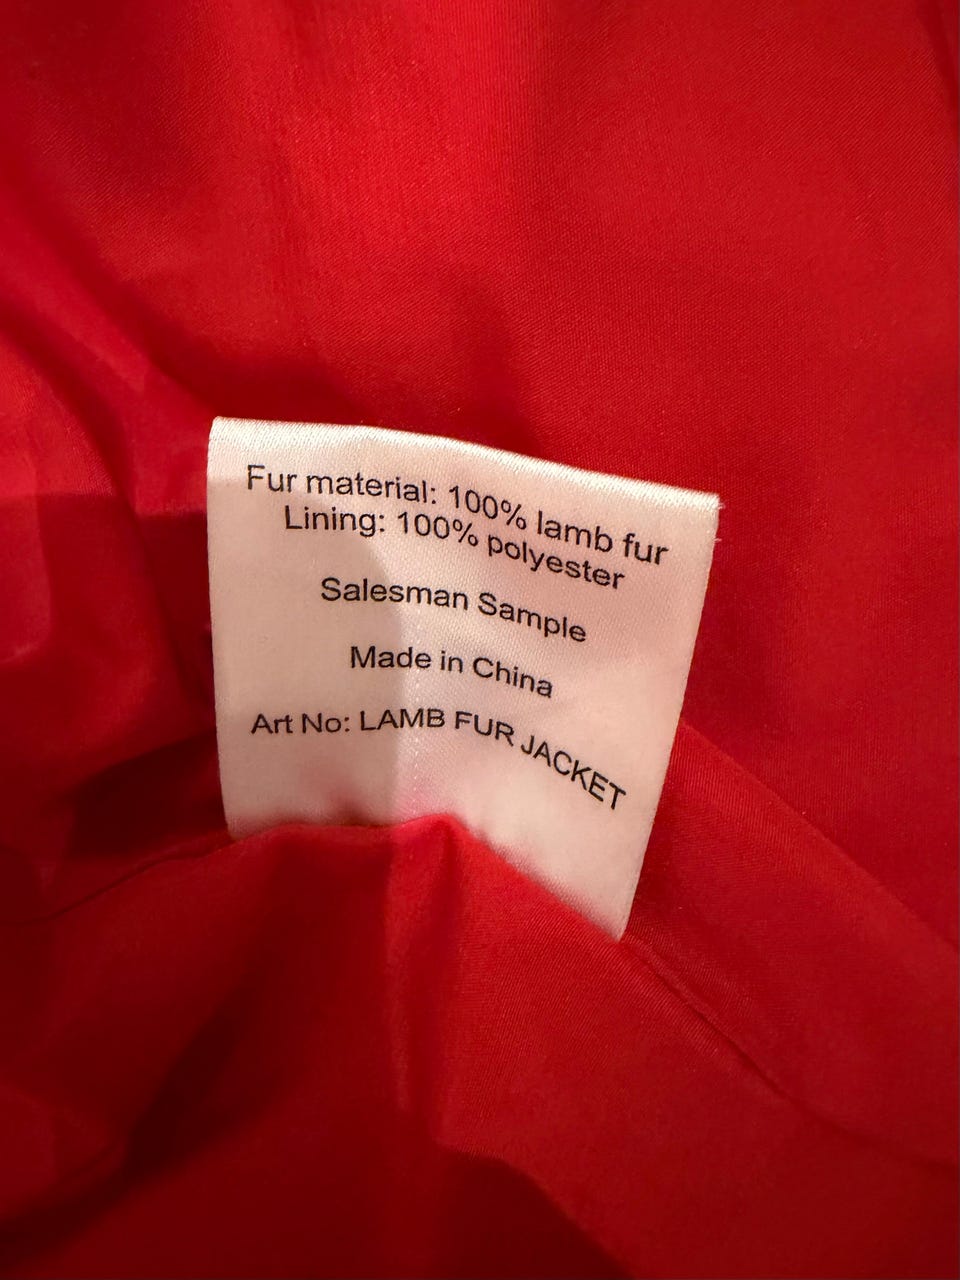 Fur material: 100% lamb fur
Lining: 100% polyester
Salesman Sample
Made in China
Art No: LAMB FUR JACKET